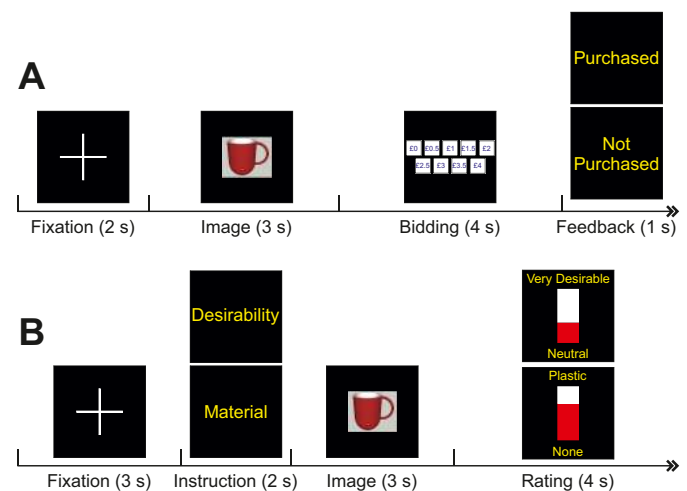 A
Purchased
Not
Purchased
£0 £0.5 £1 £1.5 £2
£2.5 £3 £3.5 £4
Fixation (2 s) Image (3 s) Bidding (4 s) Feedback (1 s)
B
Desirability
Material
Very Desirable
Neutral
Plastic
None
Fixation (3 s) Instruction (2 s) Image (3 s) Rating (4 s)